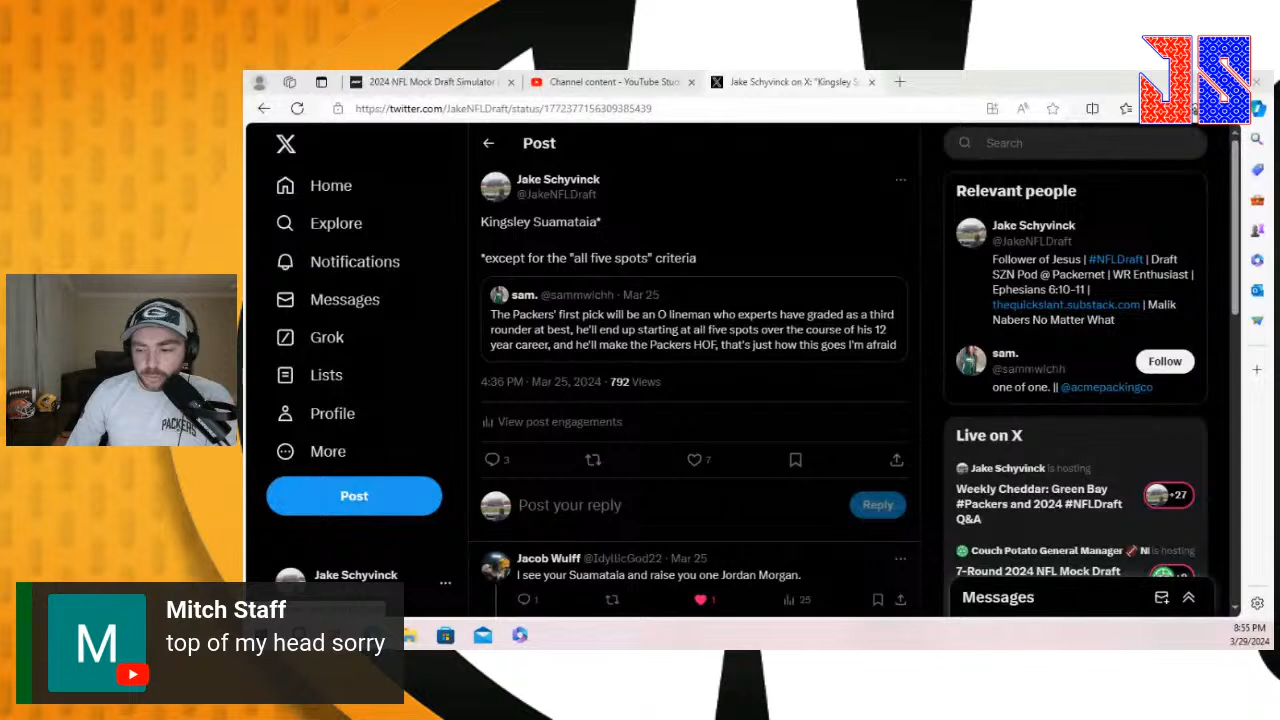 JS
2024 NFL Mock Draft Simulator
Channel content - YouTube Stu
Jake Schyvinck on X: "Kingsley S
https://twitter.com/JakeNFLDraft/status/1772377156309385439
Home
Explore
Notifications
Messages
Grok
Lists
Profile
More
Post
Jake Schyvinck
Post
Jake Schyvinck
@JakeNFLDraft
Kingsley Suamataia*
*except for the "all five spots" criteria
sam. @sammwichh · Mar 25
The Packers' first pick will be an O lineman who experts have graded as a third
rounder at best, he'll end up starting at all five spots over the course of his 12
year career, and he'll make the Packers HOF, that's just how this goes I'm afraid
4:36 PM · Mar 25, 2024 · 792 Views
View post engagements
3
7
Post your reply
Reply
Jacob Wulff @IdyllicGod22 · Mar 25
I see your Suamataia and raise you one Jordan Morgan.
1
1
25
Search
Relevant people
Jake Schyvinck
@JakeNFLDraft
Follower of Jesus | #NFLDraft | Draft
SZN Pod @ Packernet | WR Enthusiast |
Ephesians 6:10–11 |
thequickslant.substack.com | Malik
Nabers No Matter What
sam.
@sammwichh
Follow
one of one. || @acmepackingco
Live on X
Jake Schyvinck is hosting
Weekly Cheddar: Green Bay
#Packers and 2024 #NFLDraft
Q&A
+27
Couch Potato General Manager
is hosting
7-Round 2024 NFL Mock Draft
Messages
8:55 PM
3/29/2024
PACKERS
G
M
Mitch Staff
top of my head sorry